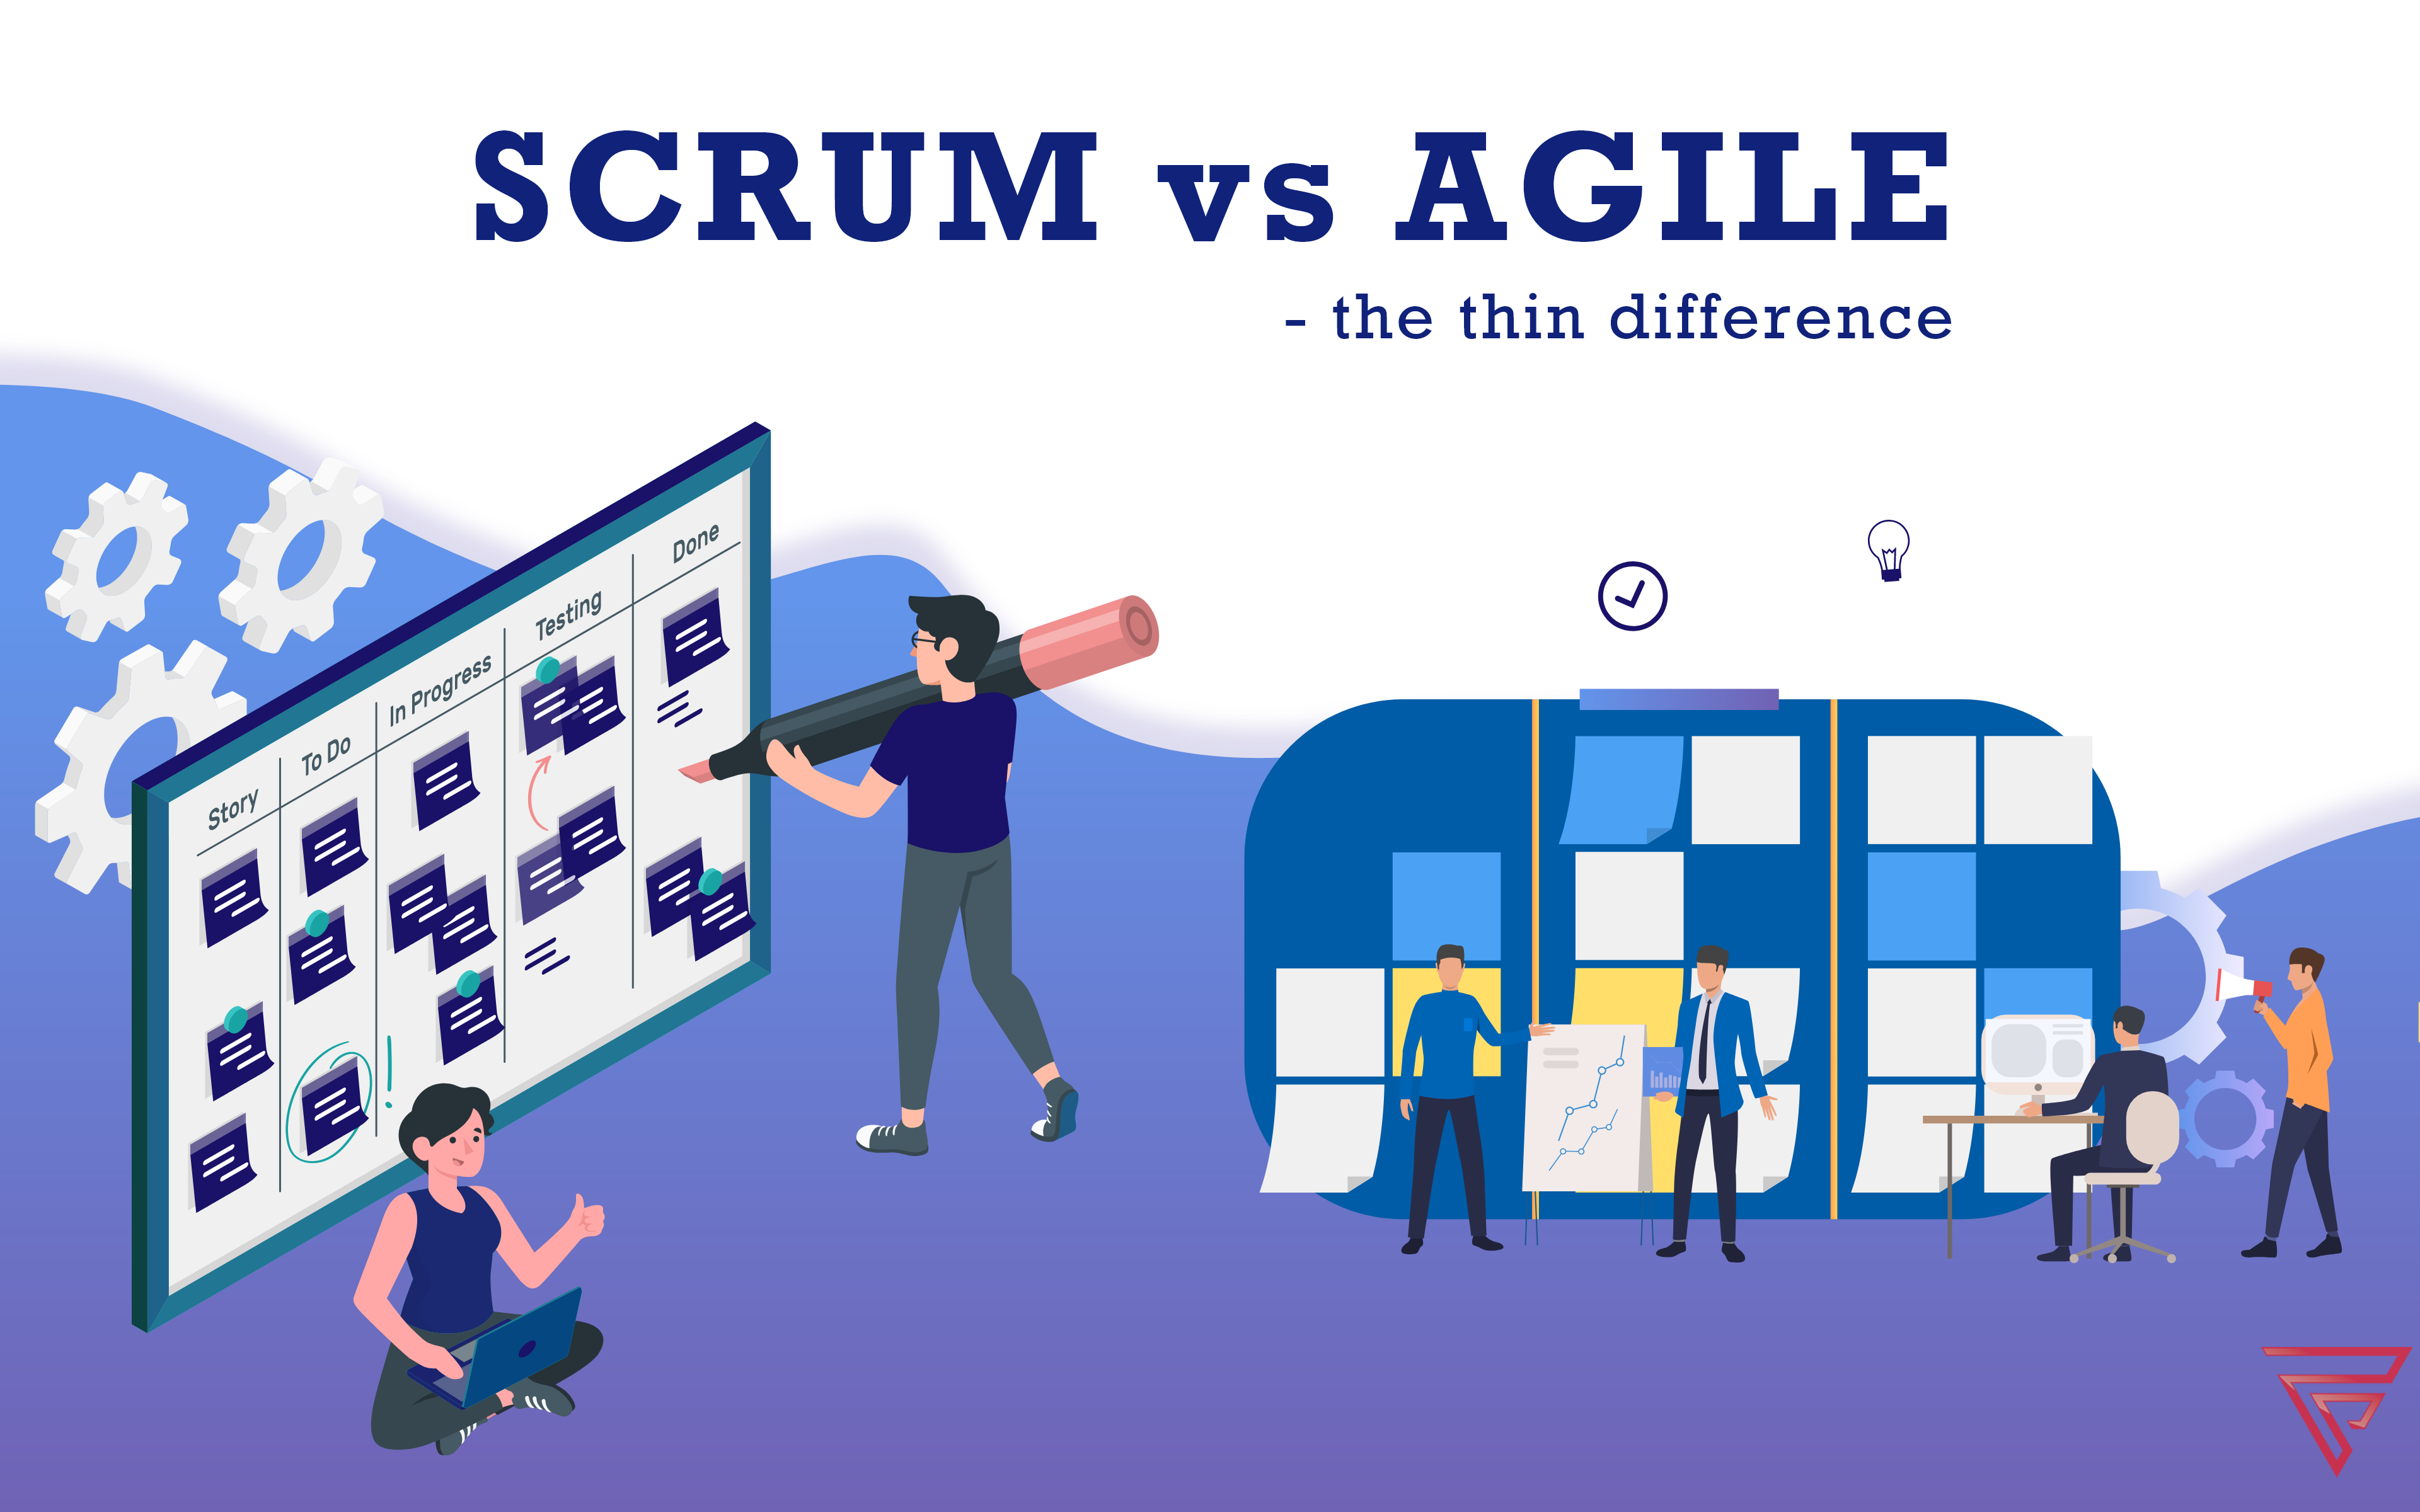 SCRUM vs AGILE
- the thin difference
Story
To Do
In Progress
Testing
Done